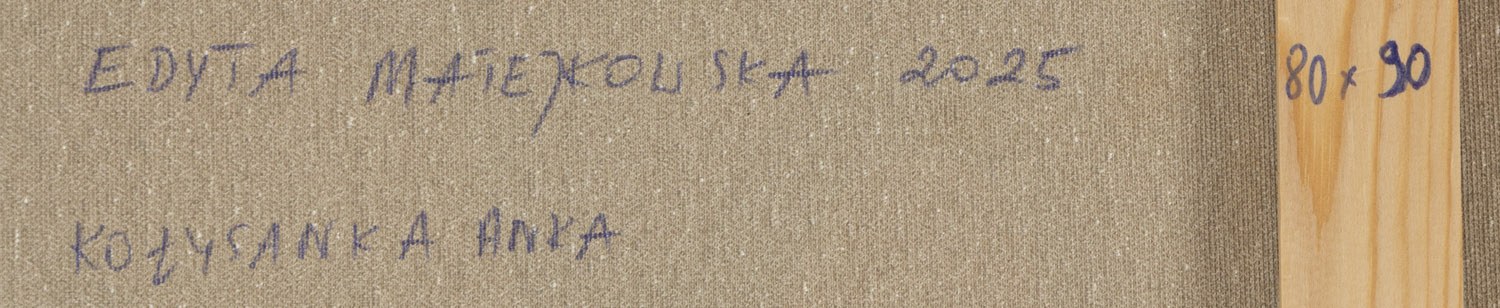 EDYTA MATEJKOWSKA 2025
80 x 90
KOŁYSANKA ANKA